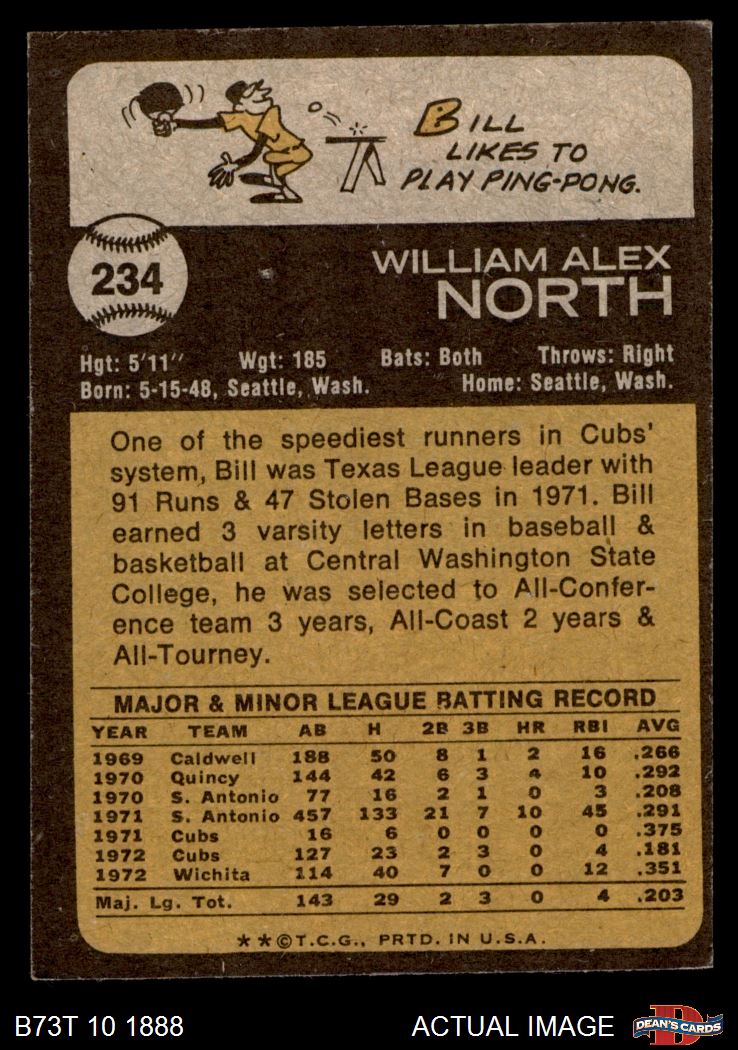 BILL
LIKES TO
PLAY PING-PONG.
234
WILLIAM ALEX
NORTH
Hgt: 5'11" Wgt: 185 Bats: Both Throws: Right
Born: 5-15-48, Seattle, Wash. Home: Seattle, Wash.
One of the speediest runners in Cubs'
system, Bill was Texas League leader with
91 Runs & 47 Stolen Bases in 1971. Bill
earned 3 varsity letters in baseball &
basketball at Central Washington State
College, he was selected to All-Confer-
ence team 3 years, All-Coast 2 years &
All-Tourney.
MAJOR & MINOR LEAGUE BATTING RECORD
YEAR TEAM AB H 2B 3B HR RBI AVG
1969 Caldwell 188 50 8 1 2 16 .266
1970 Quincy 144 42 6 3 4 10 .292
1970 S. Antonio 77 16 2 1 0 3 .208
1971 S. Antonio 457 133 21 7 10 45 .291
1971 Cubs 16 6 0 0 0 0 .375
1972 Cubs 127 23 2 3 0 4 .181
1972 Wichita 114 40 7 0 0 12 .351
Maj. Lg. Tot. 143 29 2 3 0 4 .203
**©T.C.G., PRTD. IN U.S.A.
B73T 10 1888 ACTUAL IMAGE DEAN'S CARDS